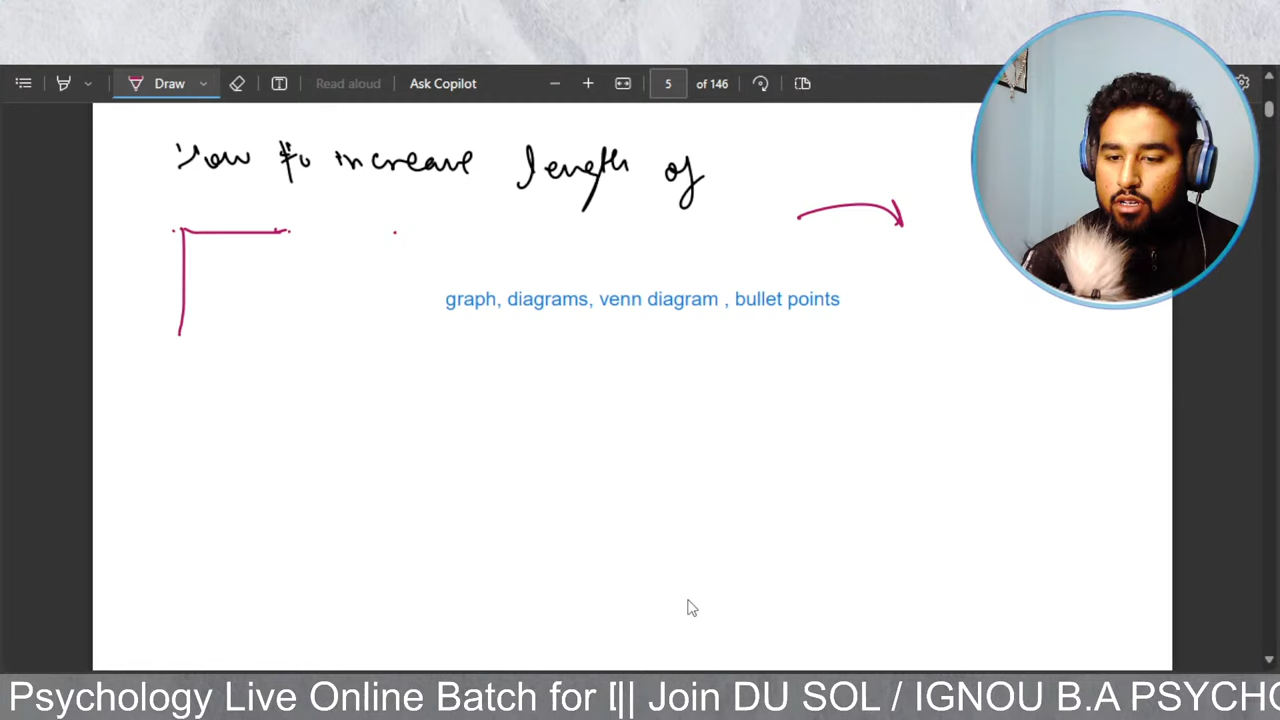 Draw
Read aloud
Ask Copilot
5 of 146
How to increave length of
graph, diagrams, venn diagram , bullet points
Psychology Live Online Batch for [|| Join DU SOL / IGNOU B.A PSYCHO